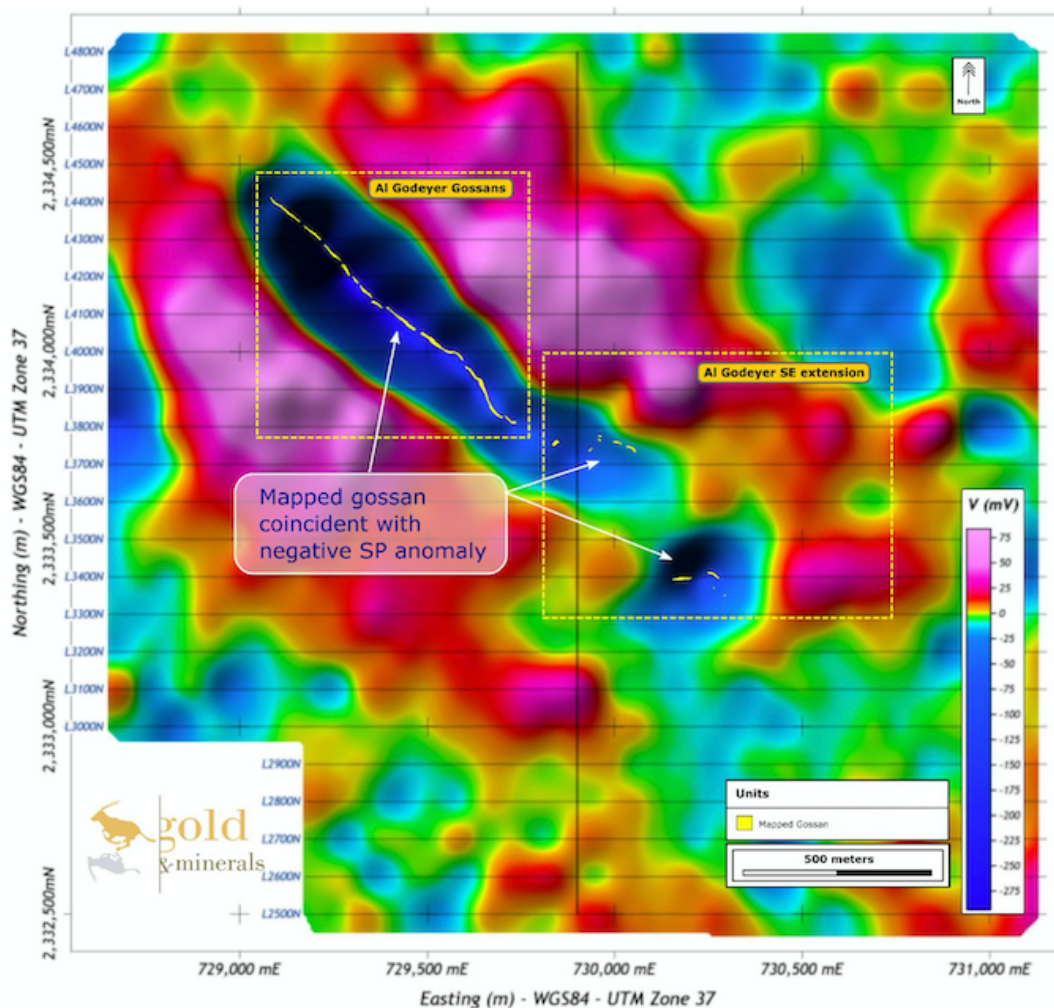 L4800N
L4700N
L4600N
L4500N
L4400N
L4300N
L4200N
L4100N
L4000N
L3900N
L3800N
L3700N
L3600N
L3500N
L3400N
L3300N
L3200N
L3100N
L3000N
L2900N
L2800N
L2700N
L2600N
L2500N
2,334,500mN
2,334,000mN
2,333,500mN
2,333,000mN
2,332,500mN
Northing (m) - WGS84 - UTM Zone 37
North
Al Godeyer Gossans
Al Godeyer SE extension
Mapped gossan
coincident with
negative SP anomaly
V (mV)
75
50
25
0
-25
-50
-75
-100
-125
-150
-175
-200
-225
-250
-275
Units
Mapped Gossan
500 meters
gold
&minerals
729,000 mE
729,500 mE
730,000 mE
730,500 mE
731,000 mE
Easting (m) - WGS84 - UTM Zone 37